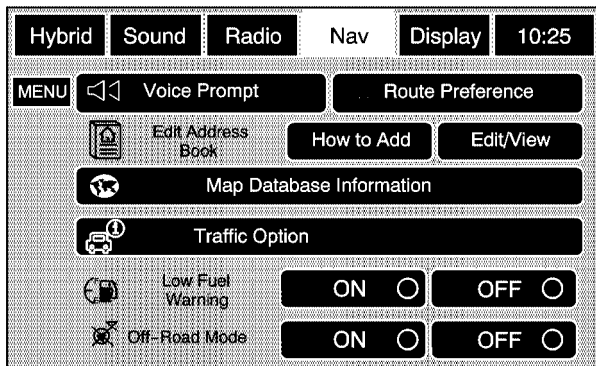 Hybrid Sound Radio Nav Display 10:25
MENU Voice Prompt Route Preference
Edit Address
Book
How to Add Edit/View
Map Database Information
Traffic Option
Low Fuel
Warning
ON OFF
Off-Road Mode ON OFF